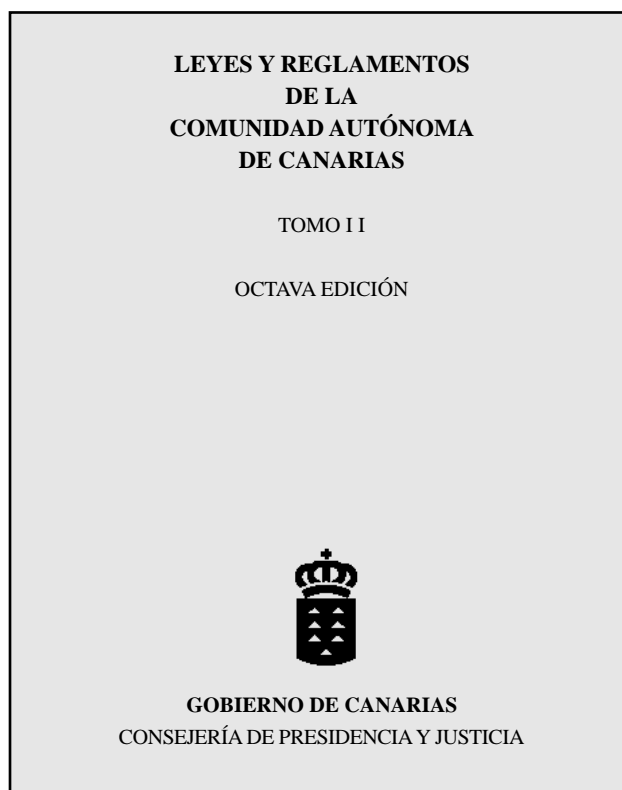 LEYES Y REGLAMENTOS
DE LA
COMUNIDAD AUTÓNOMA
DE CANARIAS
TOMO I I
OCTAVA EDICIÓN
GOBIERNO DE CANARIAS
CONSEJERÍA DE PRESIDENCIA Y JUSTICIA